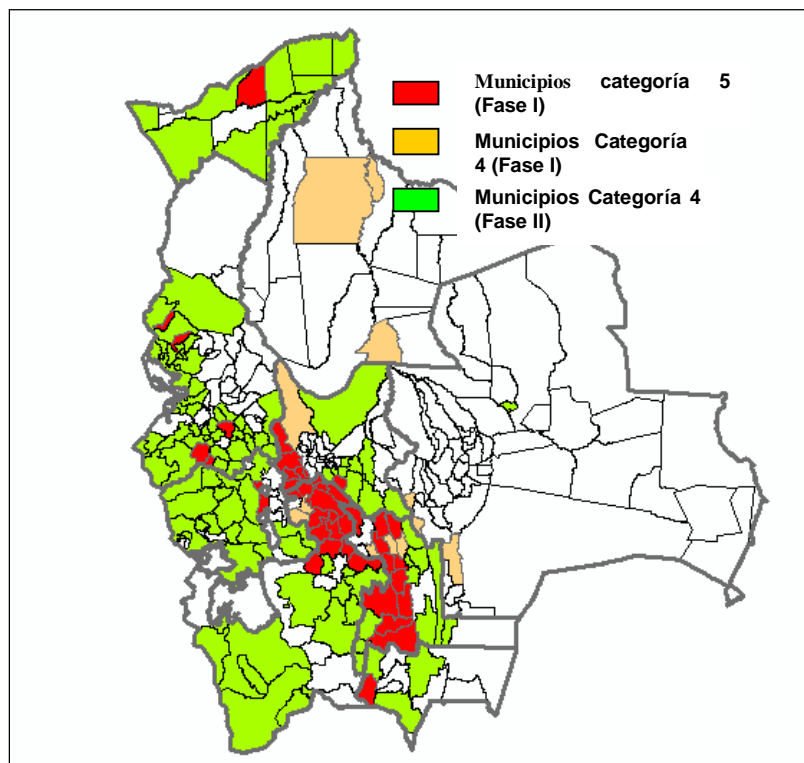 Municipios categoría 5
(Fase I)
Municipios Categoría
4 (Fase I)
Municipios Categoría 4
(Fase II)